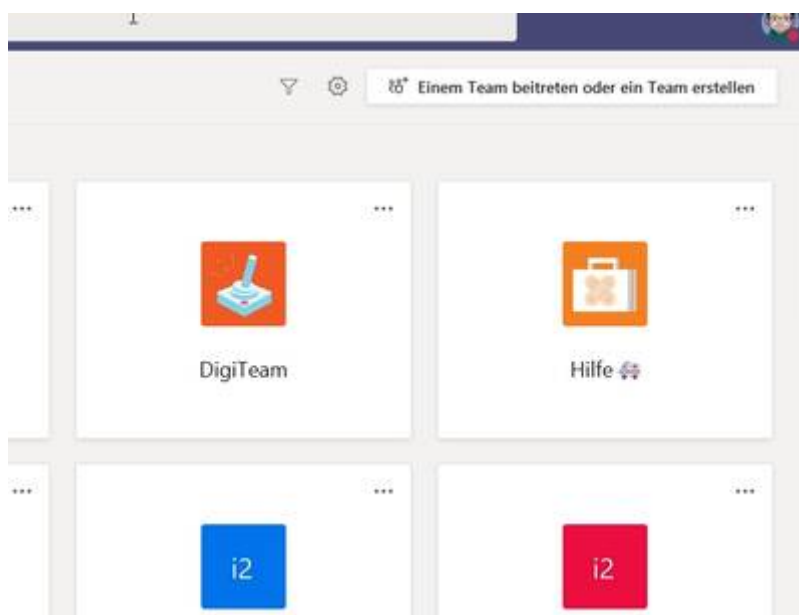 Einem Team beitreten oder ein Team erstellen
DigiTeam
Hilfe 🚑
i2
i2